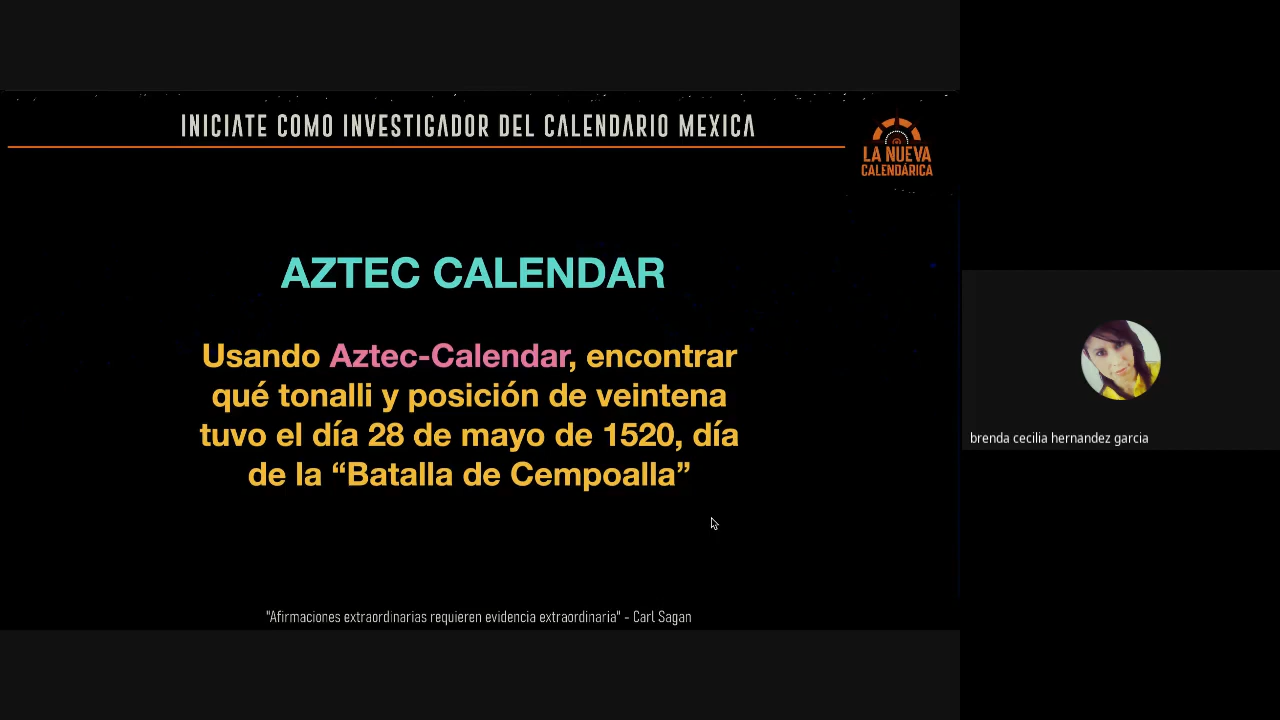 INICIATE COMO INVESTIGADOR DEL CALENDARIO MEXICA
LA NUEVA
CALENDÁRICA
AZTEC CALENDAR
Usando Aztec-Calendar, encontrar
qué tonalli y posición de veintena
tuvo el día 28 de mayo de 1520, día
de la “Batalla de Cempoalla”
brenda cecilia hernandez garcia
"Afirmaciones extraordinarias requieren evidencia extraordinaria" - Carl Sagan